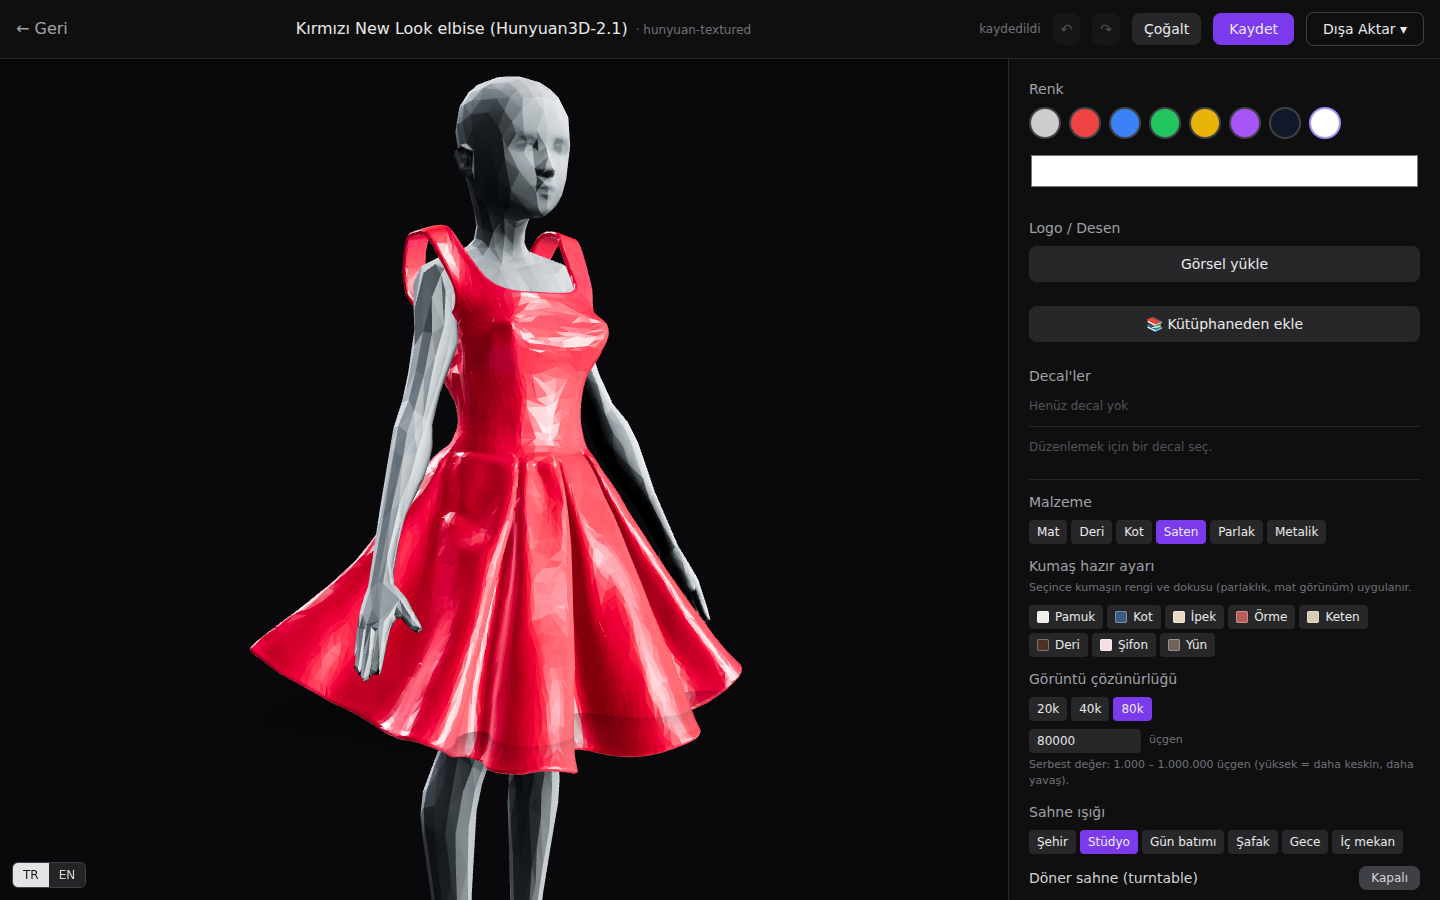 ← Geri
Kırmızı New Look elbise (Hunyuan3D-2.1) · hunyuan-textured
kaydedildi
↶
↷
Çoğalt
Kaydet
Dışa Aktar ▾
Renk
Logo / Desen
Görsel yükle
📚 Kütüphaneden ekle
Decal'ler
Henüz decal yok
Düzenlemek için bir decal seç.
Malzeme
Mat Deri Kot Saten Parlak Metalik
Kumaş hazır ayarı
Seçince kumaşın rengi ve dokusu (parlaklık, mat görünüm) uygulanır.
Pamuk Kot İpek Örme Keten
Deri Şifon Yün
Görüntü çözünürlüğü
20k 40k 80k
80000 üçgen
Serbest değer: 1.000 – 1.000.000 üçgen (yüksek = daha keskin, daha
yavaş).
Sahne ışığı
Şehir Stüdyo Gün batımı Şafak Gece İç mekan
Döner sahne (turntable) Kapalı
TR EN